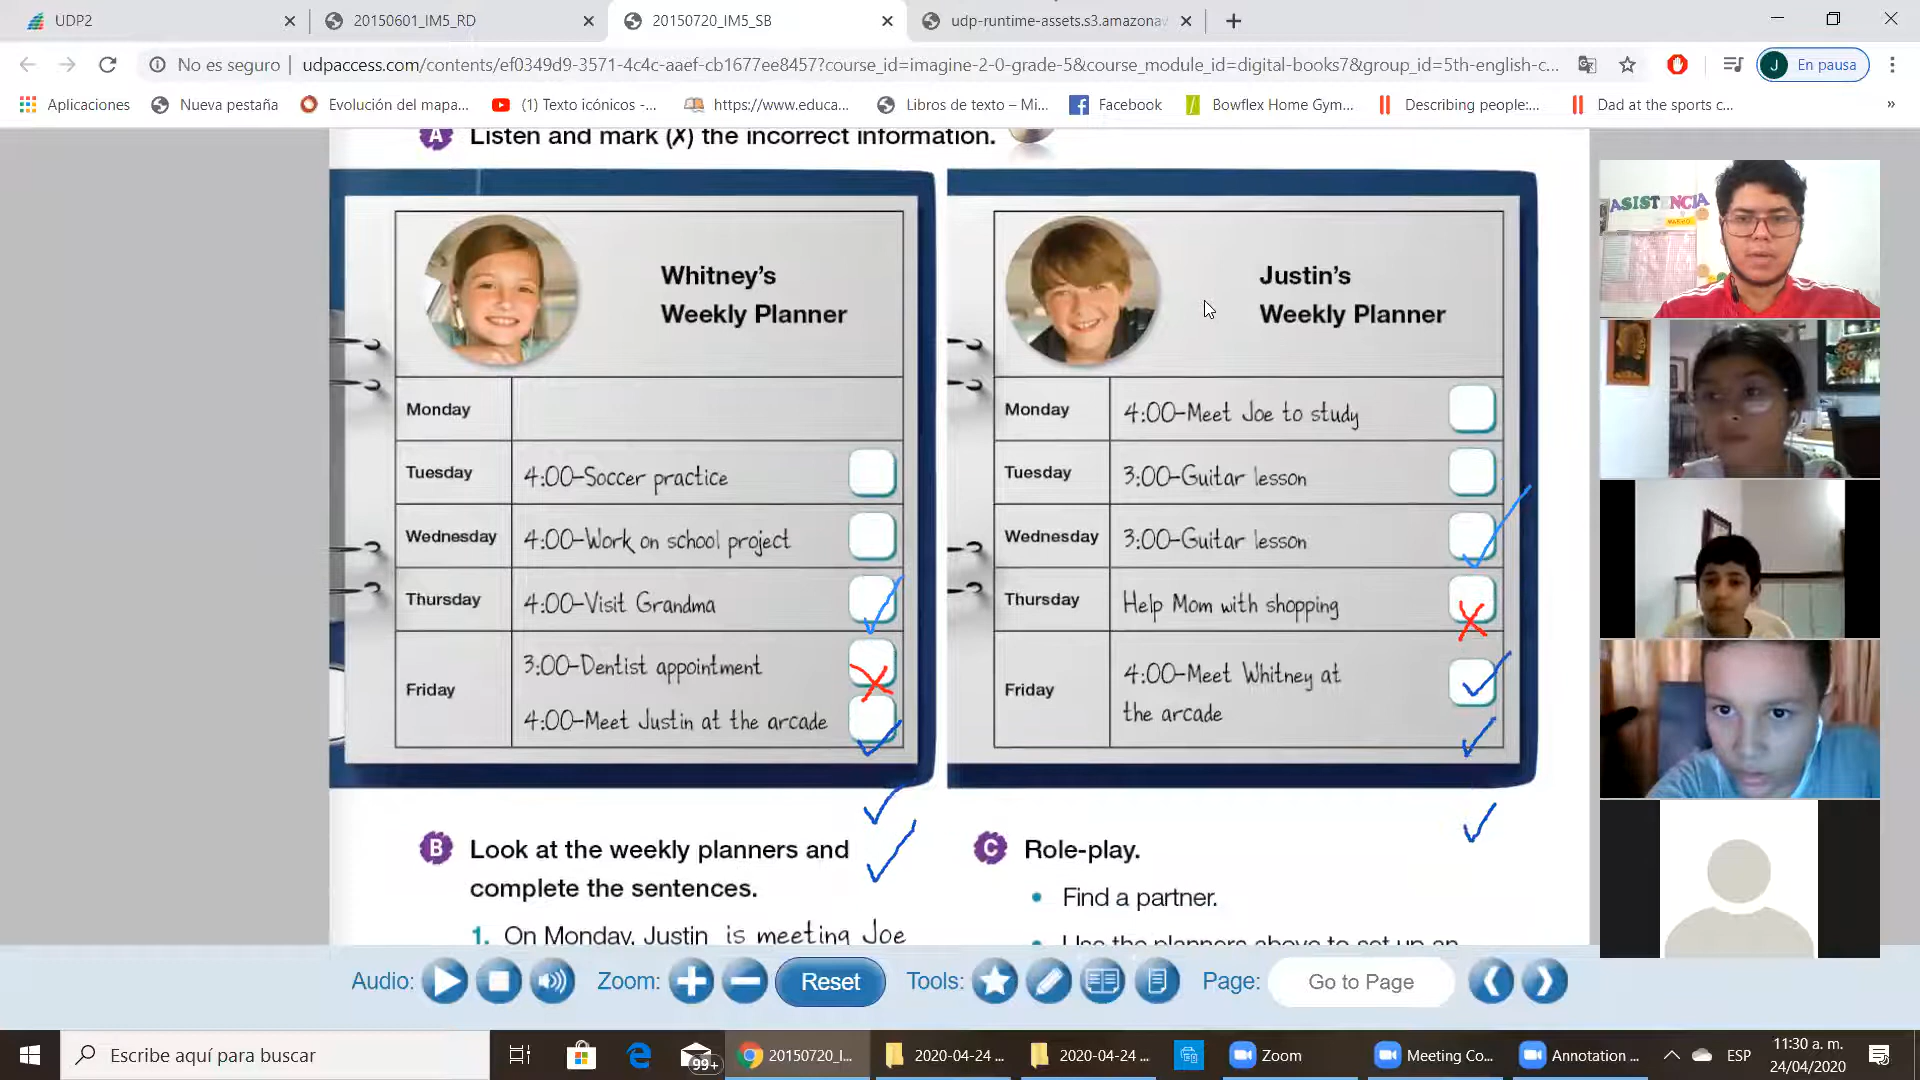 UDP2
20150601_IM5_RD
20150720_IM5_SB
udp-runtime-assets.s3.amazonav
No es seguro
udpaccess.com/contents/ef0349d9-3571-4c4c-aaef-cb1677ee8457?course_id=imagine-2-0-grade-5&course_module_id=digital-books7&group_id=5th-english-c...
J En pausa
Aplicaciones
Nueva pestaña
Evolución del mapa...
(1) Texto icónicos -...
https://www.educa...
Libros de texto – Mi...
Facebook
Bowflex Home Gym...
Describing people:...
Dad at the sports c...
»
A Listen and mark (✗) the incorrect information.
Whitney's
Weekly Planner
Monday
Tuesday 4:00-Soccer practice
Wednesday 4:00-Work on school project
Thursday 4:00-Visit Grandma
Friday
3:00-Dentist appointment
4:00-Meet Justin at the arcade
Justin's
Weekly Planner
Monday 4:00-Meet Joe to study
Tuesday 3:00-Guitar lesson
Wednesday 3:00-Guitar lesson
Thursday Help Mom with shopping
Friday
4:00-Meet Whitney at
the arcade
B Look at the weekly planners and
complete the sentences.
1. On Monday, Justin is meeting Joe
C Role-play.
• Find a partner.
• Use the planners above to set up an
ASISTENCIA
Audio:
Zoom:
Reset
Tools:
Page:
Go to Page
Escribe aquí para buscar
99+
20150720_I...
2020-04-24 ...
2020-04-24 ...
Zoom
Meeting Co...
Annotation ...
ESP
11:30 a. m.
24/04/2020